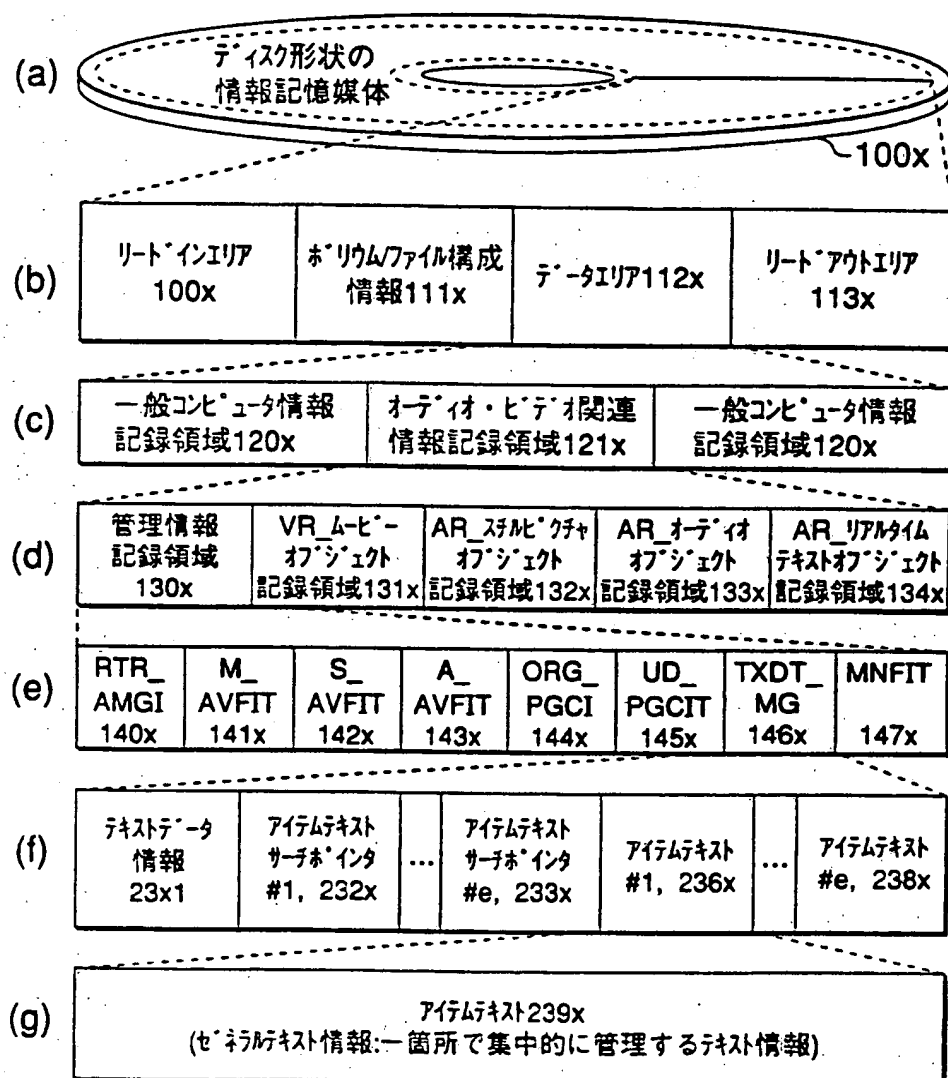 (a)
ディスク形状の
情報記憶媒体
100x
(b)
リードインエリア
100x
ボリウム/ファイル構成
情報111x
データエリア112x
リードアウトエリア
113x
(c)
一般コンピュータ情報
記録領域120x
オーディオ・ビデオ関連
情報記録領域121x
一般コンピュータ情報
記録領域120x
(d)
管理情報
記録領域
130x
VR_ムービー
オブジェクト
記録領域131x
AR_スチルピクチャ
オブジェクト
記録領域132x
AR_オーディオ
オブジェクト
記録領域133x
AR_リアルタイム
テキストオブジェクト
記録領域134x
(e)
RTR_
AMGI
140x
M_
AVFIT
141x
S_
AVFIT
142x
A_
AVFIT
143x
ORG_
PGCI
144x
UD_
PGCIT
145x
TXDT_
MG
146x
MNFIT
147x
(f)
テキストデータ
情報
23x1
アイテムテキスト
サーチポインタ
#1, 232x
...
アイテムテキスト
サーチポインタ
#e, 233x
アイテムテキスト
#1, 236x
...
アイテムテキスト
#e, 238x
(g)
アイテムテキスト239x
(ゼネラルテキスト情報:一箇所で集中的に管理するテキスト情報)